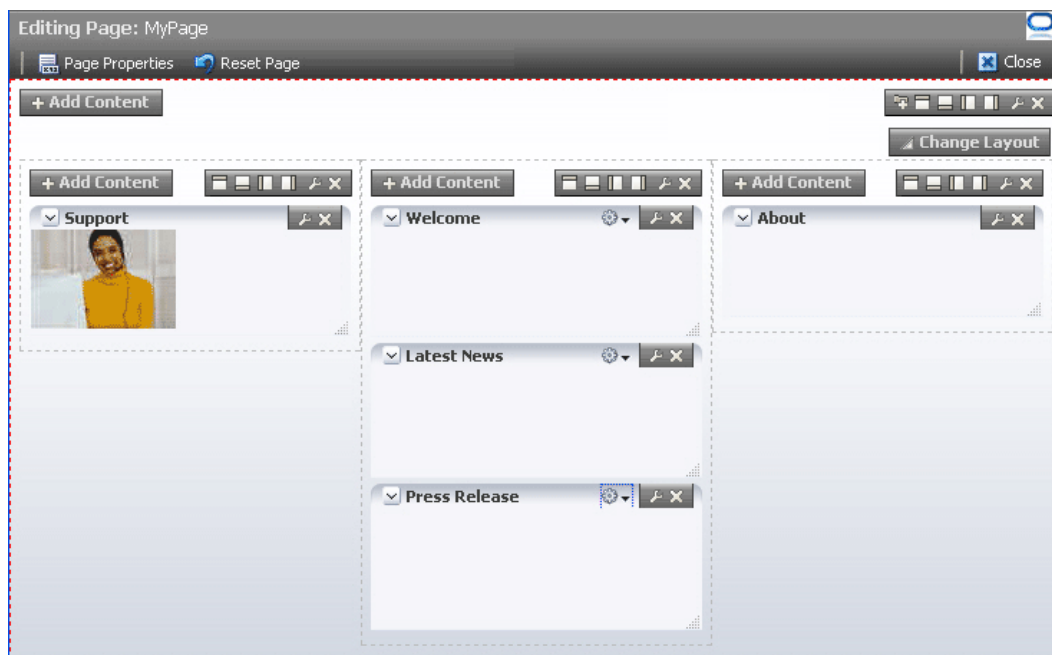 Editing Page: MyPage
Page Properties Reset Page Close
+ Add Content
Change Layout
+ Add Content + Add Content + Add Content
Support Welcome About
Latest News
Press Release